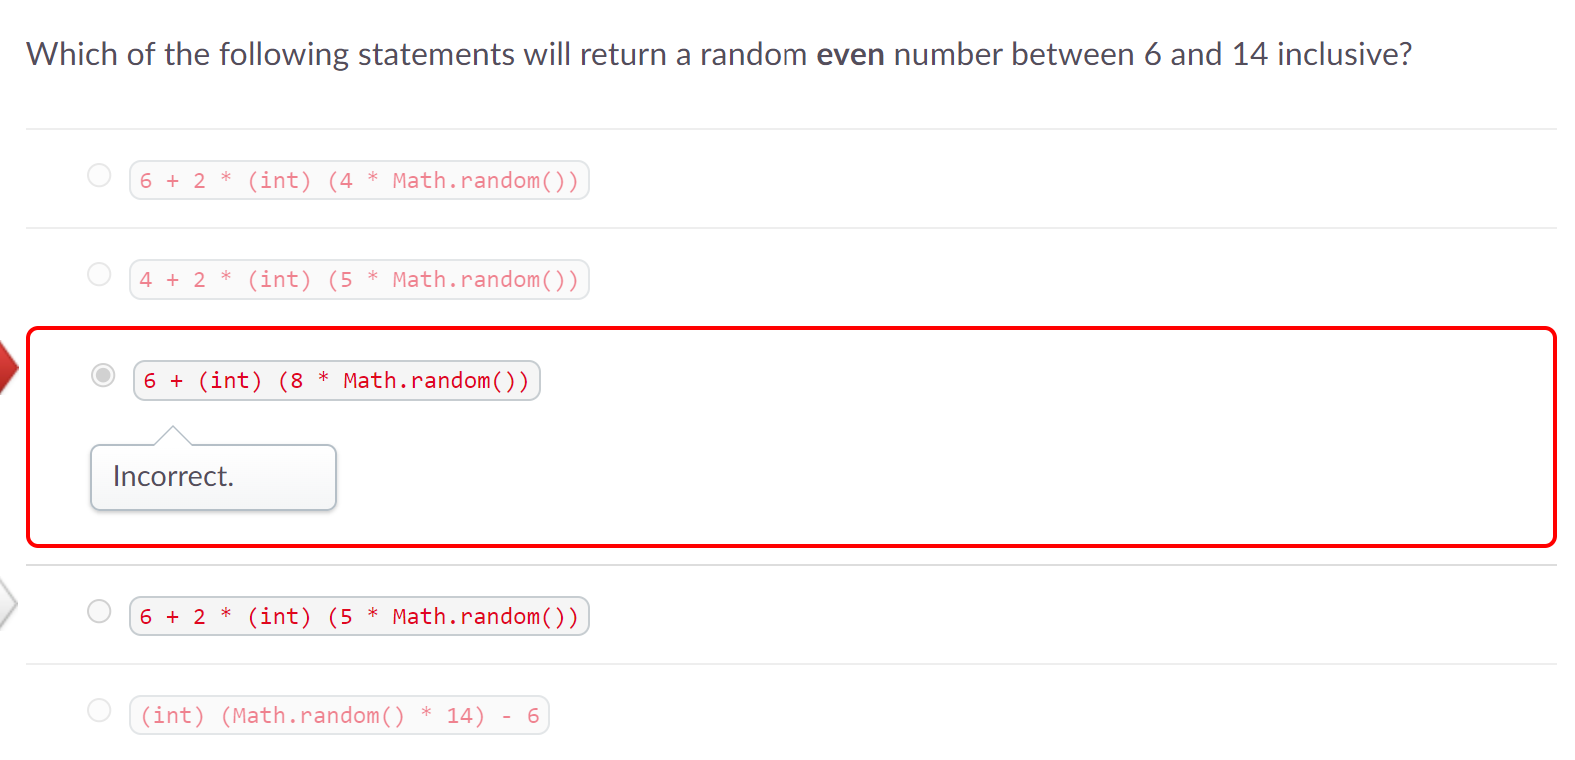 Which of the following statements will return a random even number between 6 and 14 inclusive?
6 + 2 * (int) (4 * Math.random())
4 + 2 * (int) (5 * Math.random())
6 + (int) (8 * Math.random())
Incorrect.
6 + 2 * (int) (5 * Math.random())
(int) (Math.random() * 14) - 6